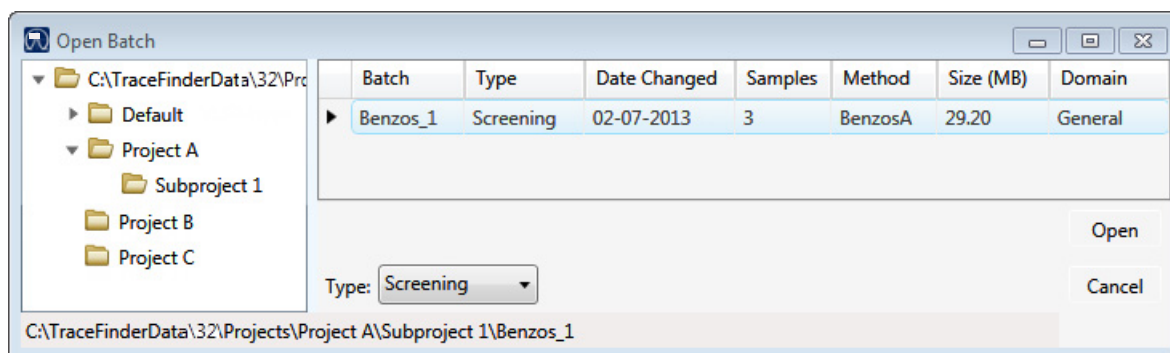 Open Batch
C:\TraceFinderData\32\Pro
Default
Project A
Subproject 1
Project B
Project C
Batch Type Date Changed Samples Method Size (MB) Domain
Benzos_1 Screening 02-07-2013 3 BenzosA 29.20 General
Open
Type: Screening
Cancel
C:\TraceFinderData\32\Projects\Project A\Subproject 1\Benzos_1